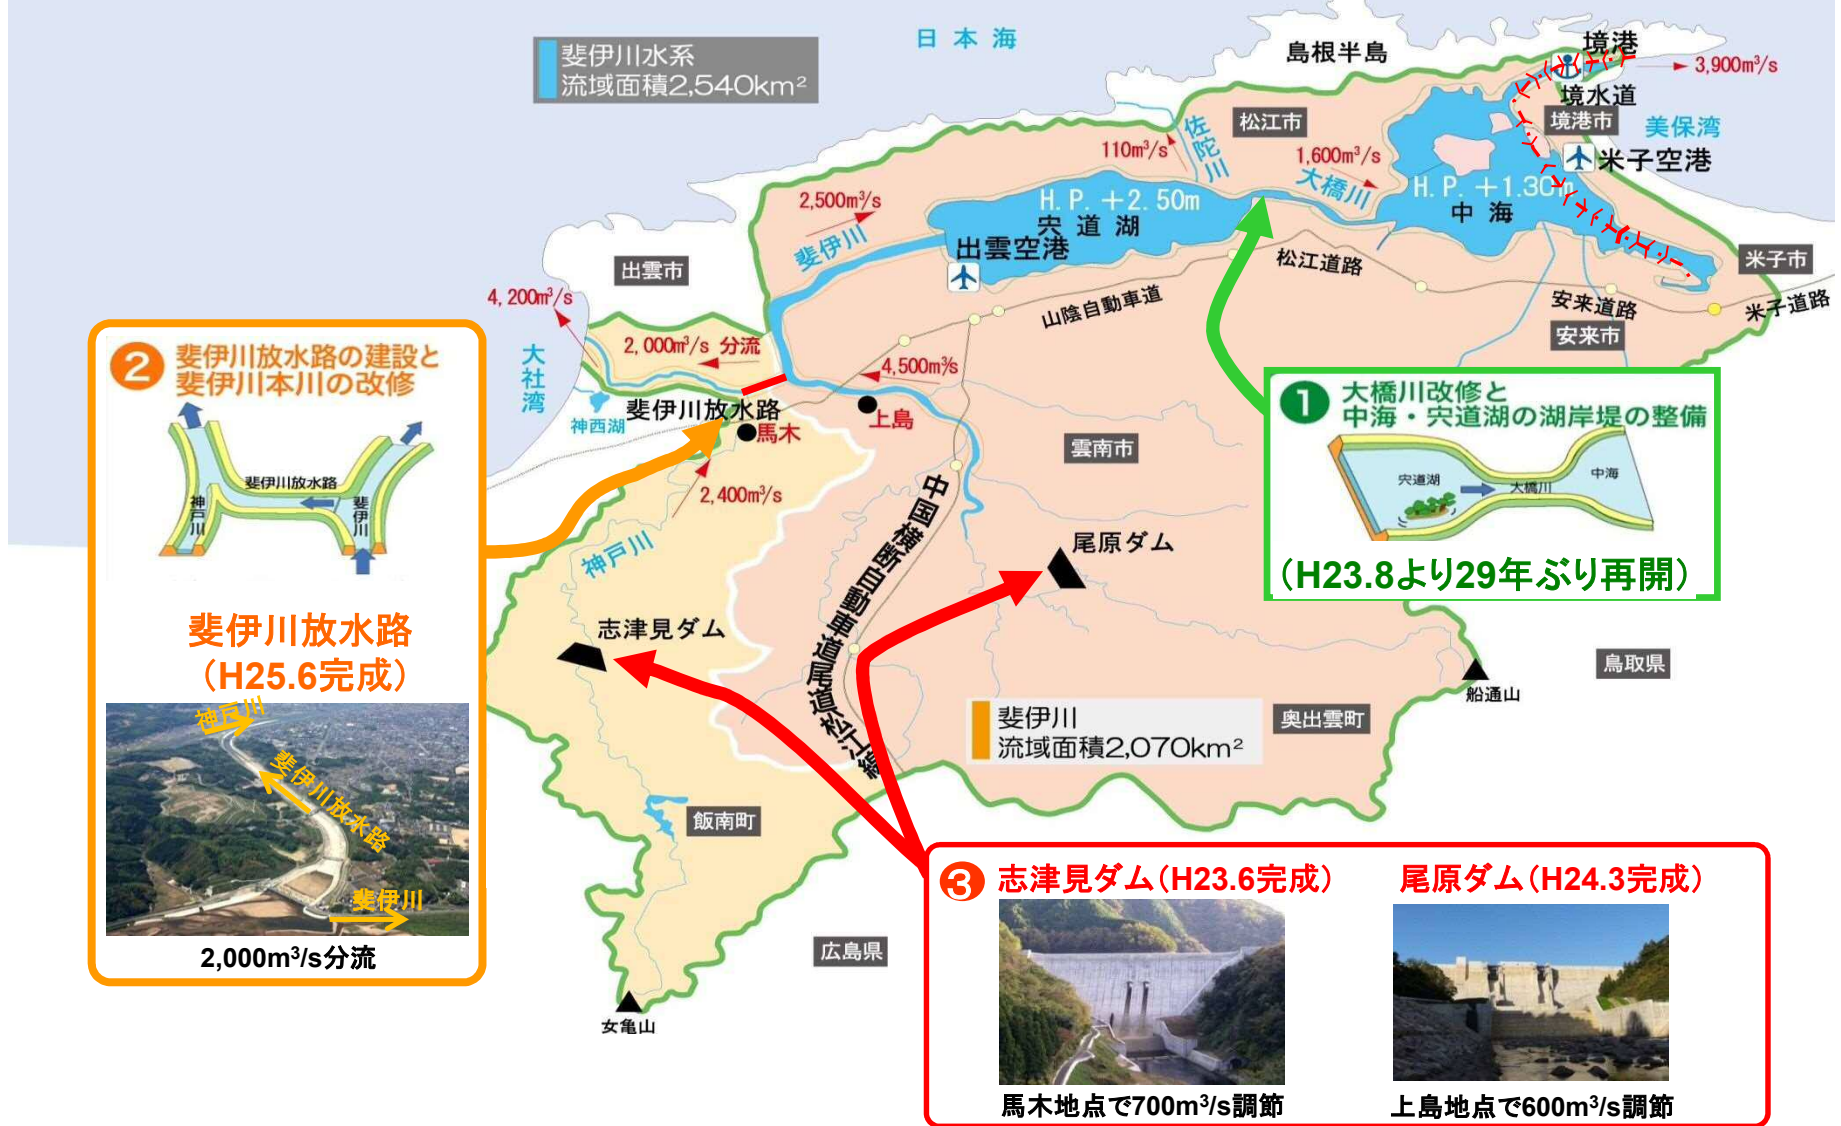 斐伊川水系
流域面積2,540km²
日本海
島根半島
境港
3,900m³/s
境水道
境港市
美保湾
米子空港
松江市
佐陀川
110m³/s
1,600m³/s
大橋川
H.P.+1.30m
中海
2,500m³/s
H.P.+2.50m
宍道湖
斐伊川
出雲空港
出雲市
4,200m³/s
松江道路
米子市
山陰自動車道
安来道路
米子道路
安来市
2,000m³/s 分流
4,500m³/s
大社湾
神西湖
斐伊川放水路
馬木
上島
雲南市
2,400m³/s
中国横断自動車道尾道松江線
神戸川
尾原ダム
志津見ダム
鳥取県
船通山
奥出雲町
斐伊川
流域面積2,070km²
飯南町
広島県
女亀山
1 大橋川改修と
中海・宍道湖の湖岸堤の整備
宍道湖
大橋川
中海
(H23.8より29年ぶり再開)
2 斐伊川放水路の建設と
斐伊川本川の改修
斐伊川放水路
神戸川
斐伊川
斐伊川放水路
(H25.6完成)
神戸川
斐伊川放水路
斐伊川
2,000m³/s分流
3 志津見ダム(H23.6完成)
尾原ダム(H24.3完成)
馬木地点で700m³/s調節
上島地点で600m³/s調節